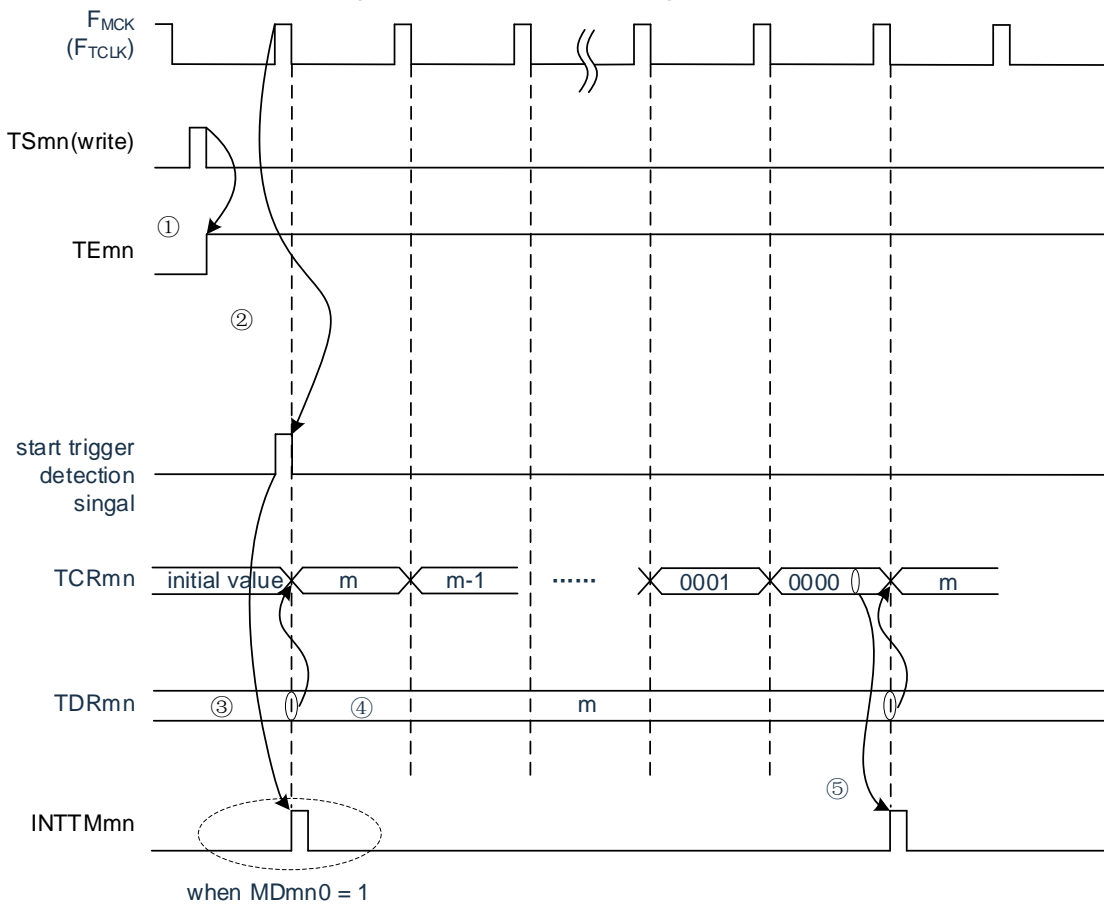 FMCK
(FTCLK)
TSmn(write)
①
TEmn
②
start trigger
detection
singal
TCRmn
initial value
m
m-1
......
0001
0000
m
TDRmn
③
④
m
⑤
INTTMmn
when MDmn0 = 1